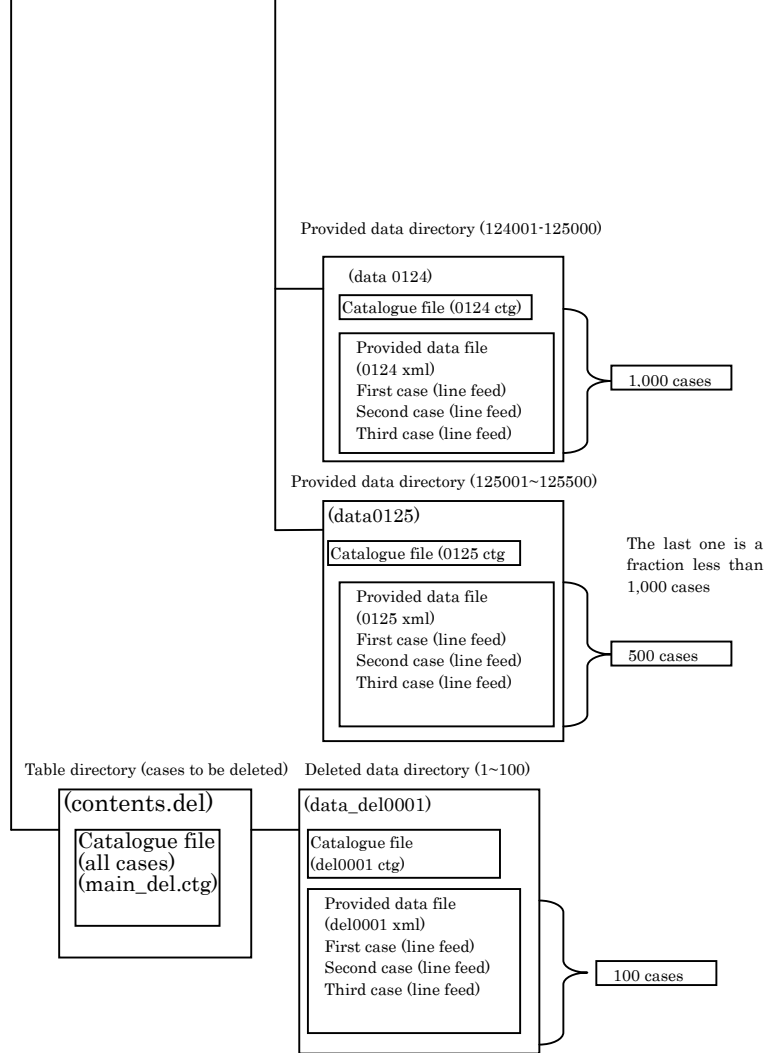 Provided data directory (124001-125000)
(data 0124)
Catalogue file (0124 ctg)
Provided data file
(0124 xml)
First case (line feed)
Second case (line feed)
Third case (line feed)
1,000 cases
Provided data directory (125001~125500)
(data0125)
Catalogue file (0125 ctg
Provided data file
(0125 xml)
First case (line feed)
Second case (line feed)
Third case (line feed)
The last one is a
fraction less than
1,000 cases
500 cases
Table directory (cases to be deleted)
(contents.del)
Catalogue file
(all cases)
(main_del.ctg)
Deleted data directory (1~100)
(data_del0001)
Catalogue file
(del0001 ctg)
Provided data file
(del0001 xml)
First case (line feed)
Second case (line feed)
Third case (line feed)
100 cases